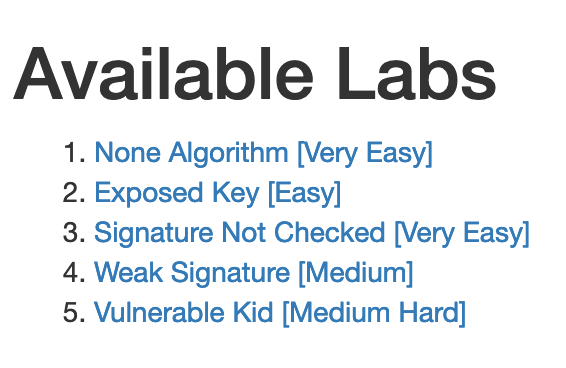 Available Labs
1. None Algorithm [Very Easy]
2. Exposed Key [Easy]
3. Signature Not Checked [Very Easy]
4. Weak Signature [Medium]
5. Vulnerable Kid [Medium Hard]